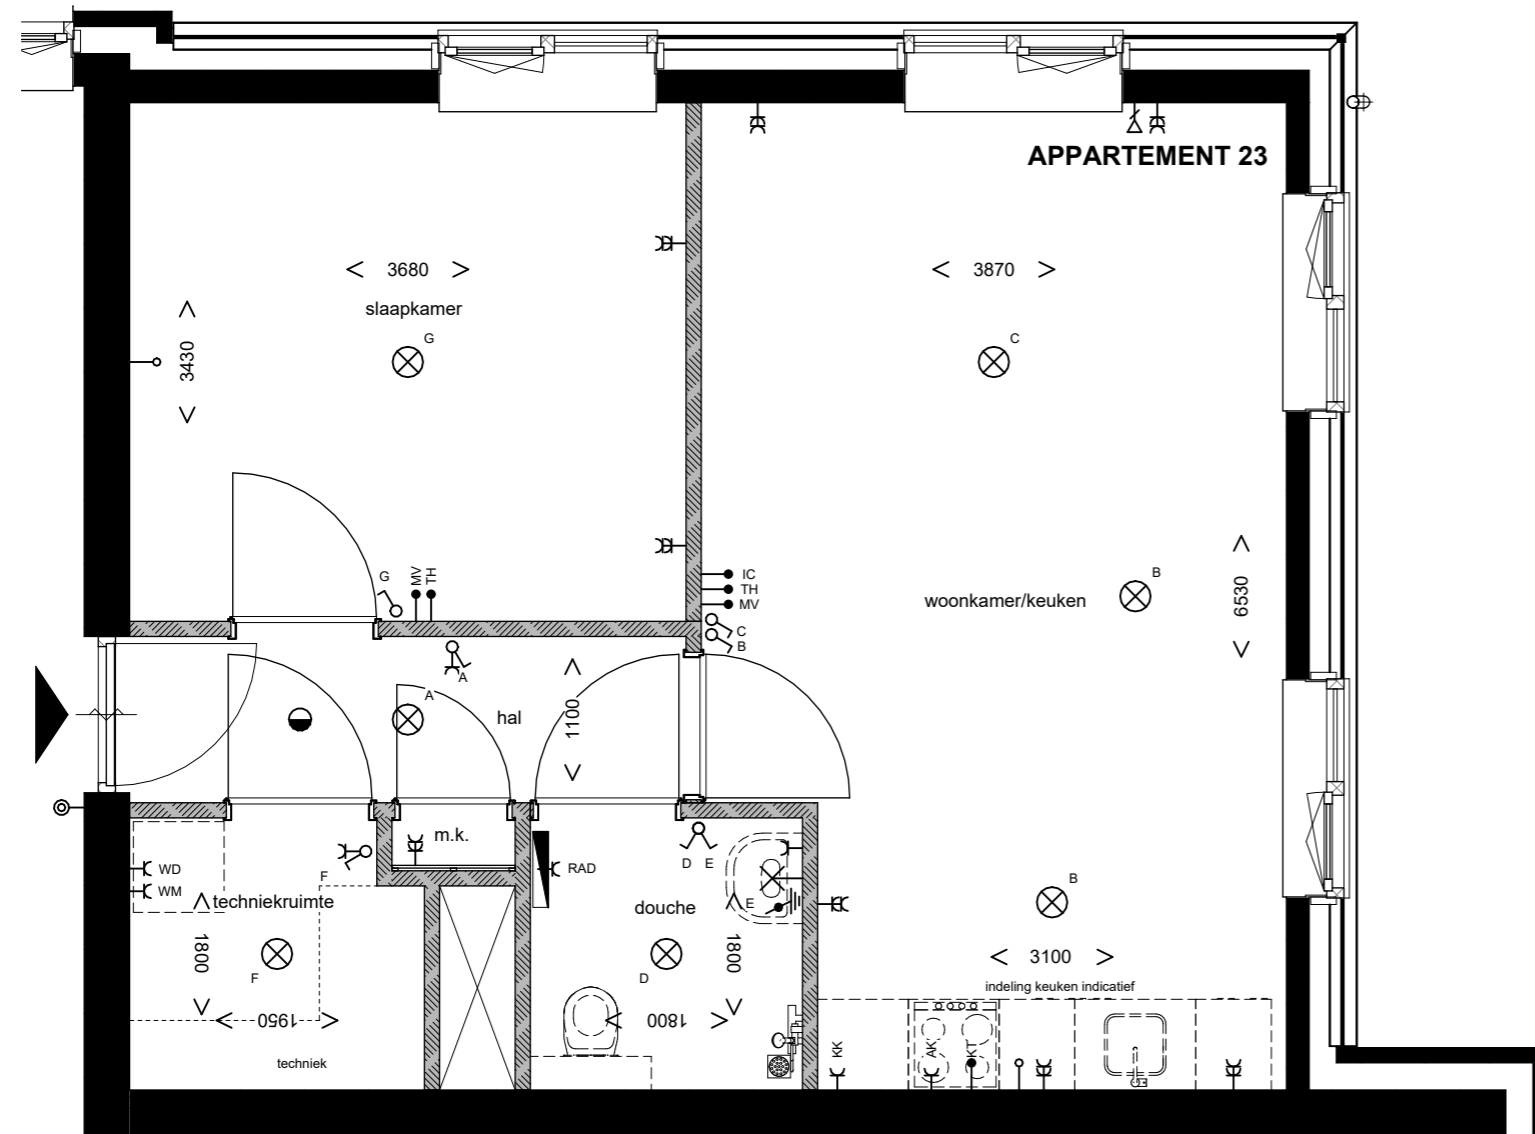 APPARTEMENT 23
3680
3870
slaapkamer
G
C
3430
G
MV
TH
IC
TH
MV
C
B
woonkamer/keuken
B
6530
A
A
hal
1100
m.k.
WD
WM
F
RAD
D E
techniekruimte
douche
E
B
1800
F
D
1800
3100
1950
1800
indeling keuken indicatief
techniek
KK
AK
KT